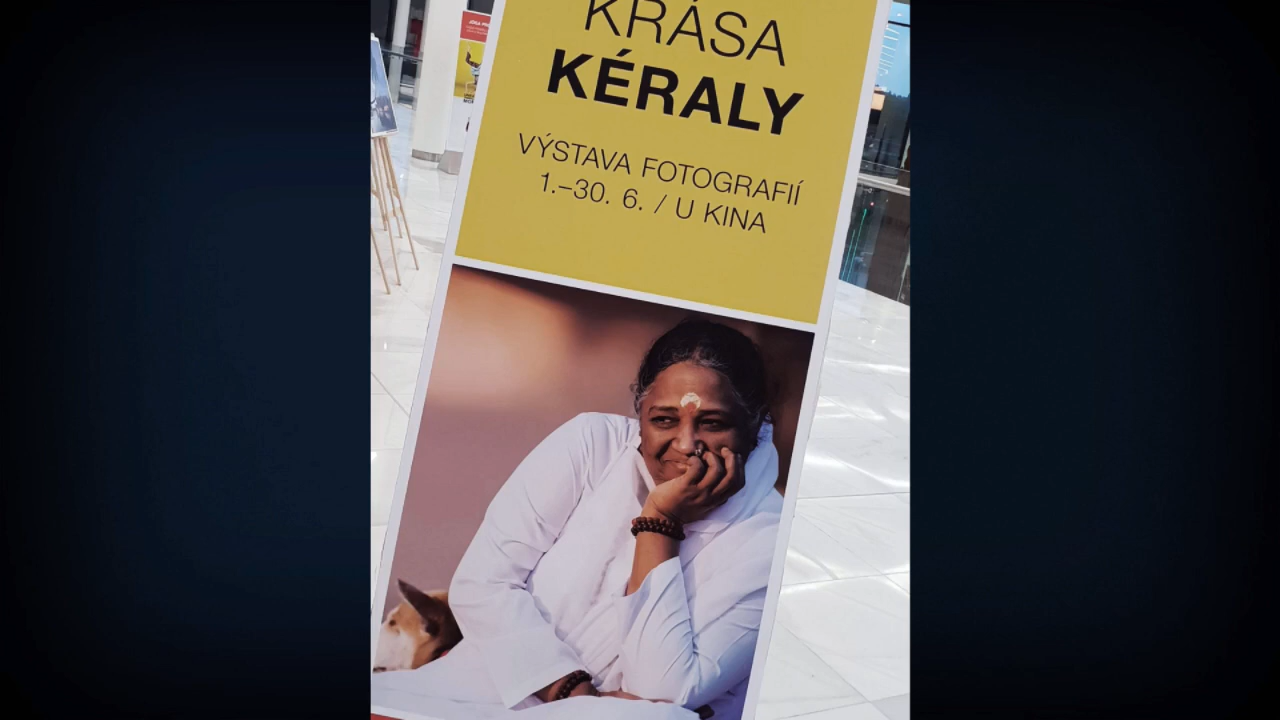 KRÁSA
KÉRALY
VÝSTAVA FOTOGRAFIÍ
1.–30. 6. / U KINA